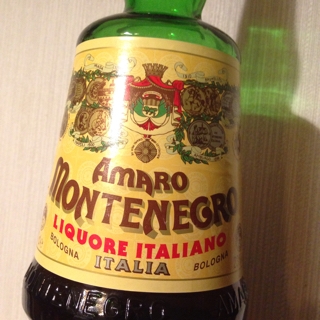 AMARO
MONTENEGRO
LIQUORE ITALIANO
BOLOGNA ITALIA BOLOGNA